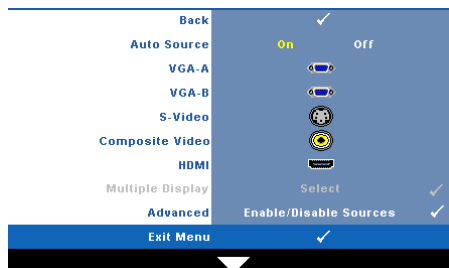 Back
Auto Source On Off
VGA-A
VGA-B
S-Video
Composite Video
HDMI
Multiple Display Select
Advanced Enable/Disable Sources
Exit Menu